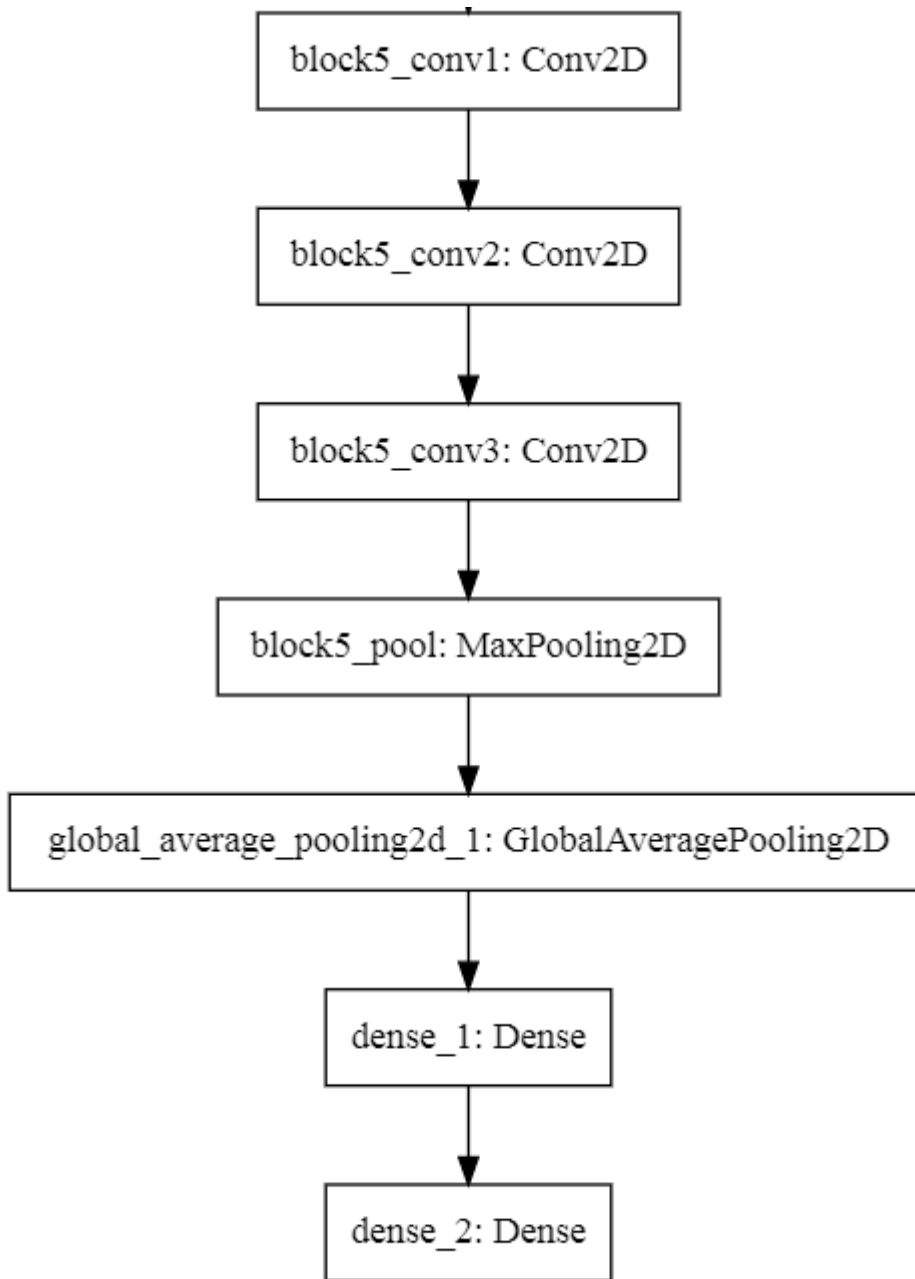 block5_conv1: Conv2D
block5_conv2: Conv2D
block5_conv3: Conv2D
block5_pool: MaxPooling2D
global_average_pooling2d_1: GlobalAveragePooling2D
dense_1: Dense
dense_2: Dense